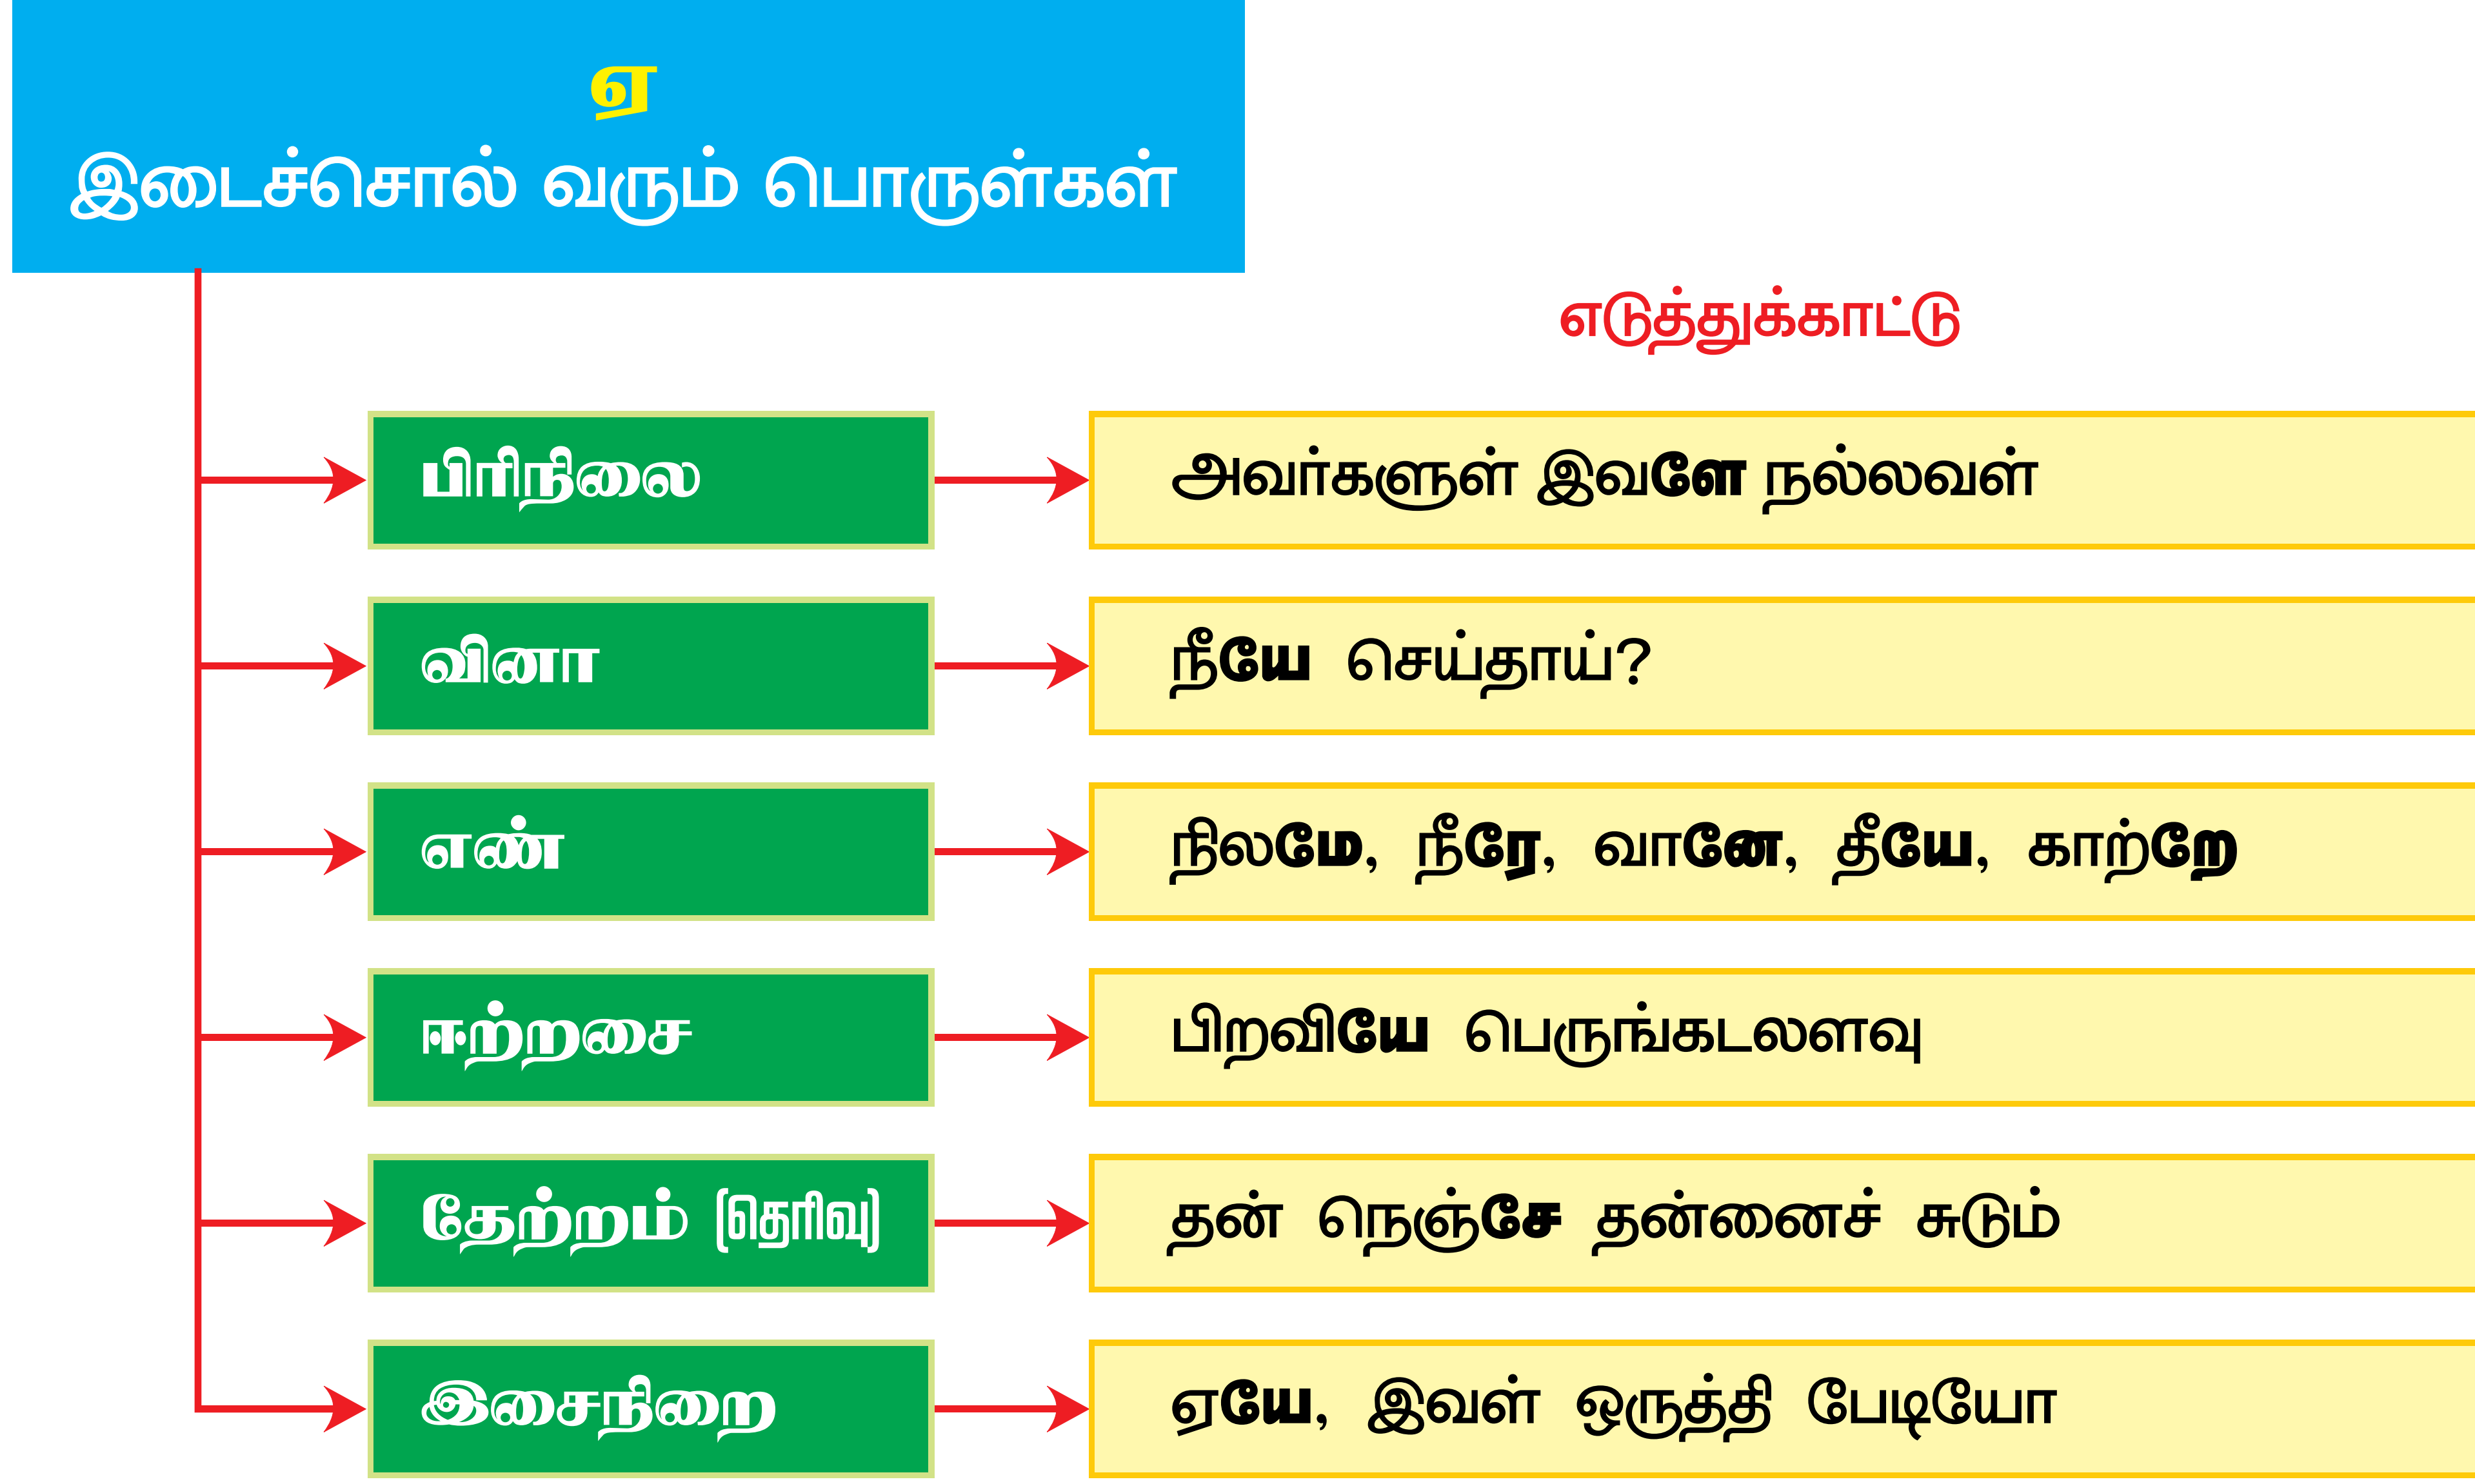 ஏ
இடைச்சொல் வரும் பொருள்கள்
எடுத்துக்காட்டு
பிரிநிலை
அவர்களுள் இவளே நல்லவள்
வினா
நீயே செய்தாய்?
எண்
நிலமே, நீரே, வானே, தீயே, காற்றே
ஈற்றசை
பிறவியே பெருங்கடலளவு
தேற்றம் (தெரிவு)
தன் நெஞ்சே தன்னைச் சுடும்
இசைநிறை
ஏயே, இவள் ஒருத்தி பேடியோ